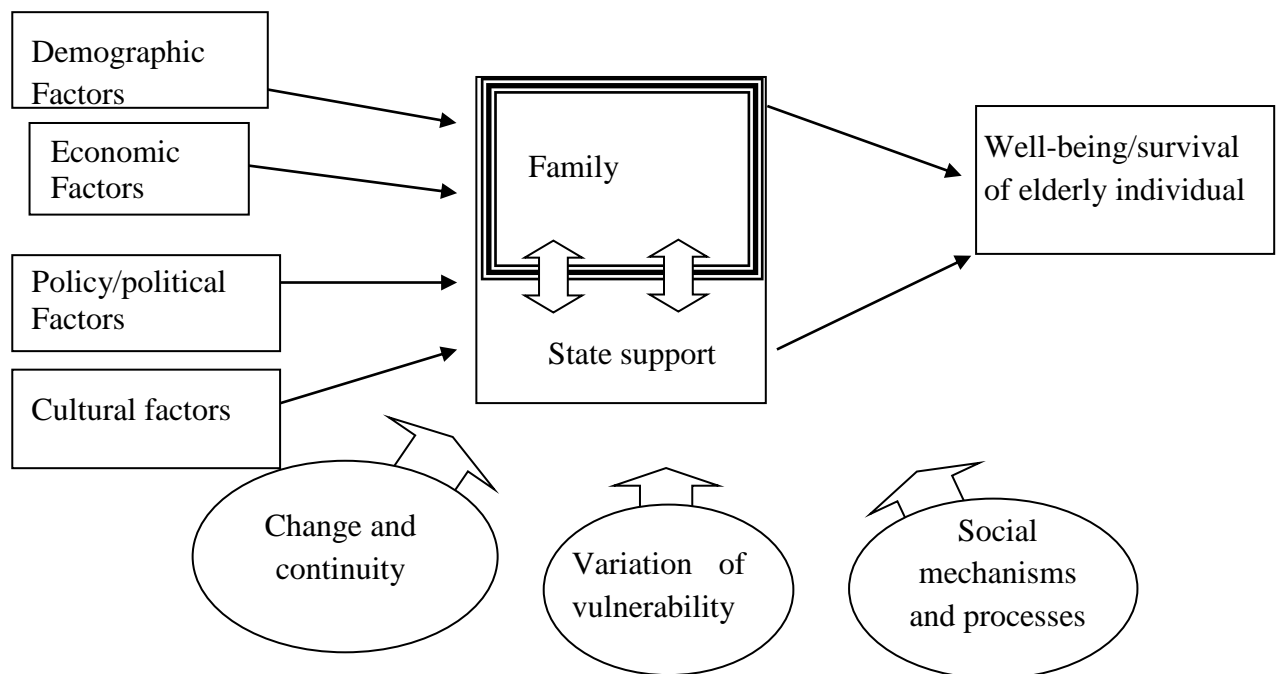 Demographic
Factors
Economic
Factors
Policy/political
Factors
Cultural factors
Family
State support
Well-being/survival
of elderly individual
Change and
continuity
Variation of
vulnerability
Social
mechanisms
and processes